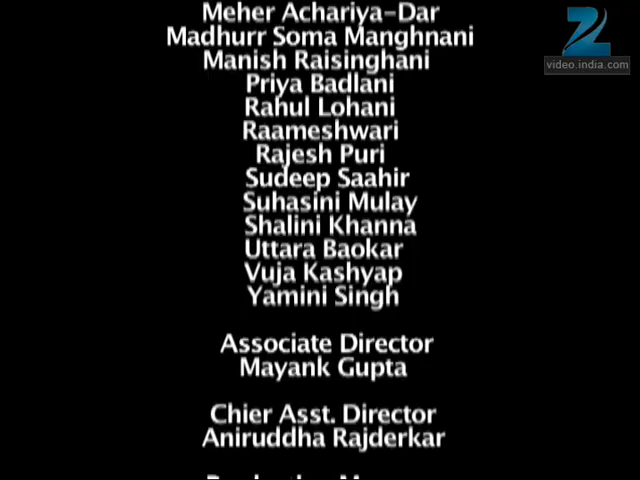 Meher Achariya-Dar
Madhurr Soma Manghnani
Manish Raisinghani
Priya Badlani
Rahul Lohani
Raameshwari
Rajesh Puri
Sudeep Saahir
Suhasini Mulay
Shalini Khanna
Uttara Baokar
Vuja Kashyap
Yamini Singh
Associate Director
Mayank Gupta
Chier Asst. Director
Aniruddha Rajderkar
video.india.com